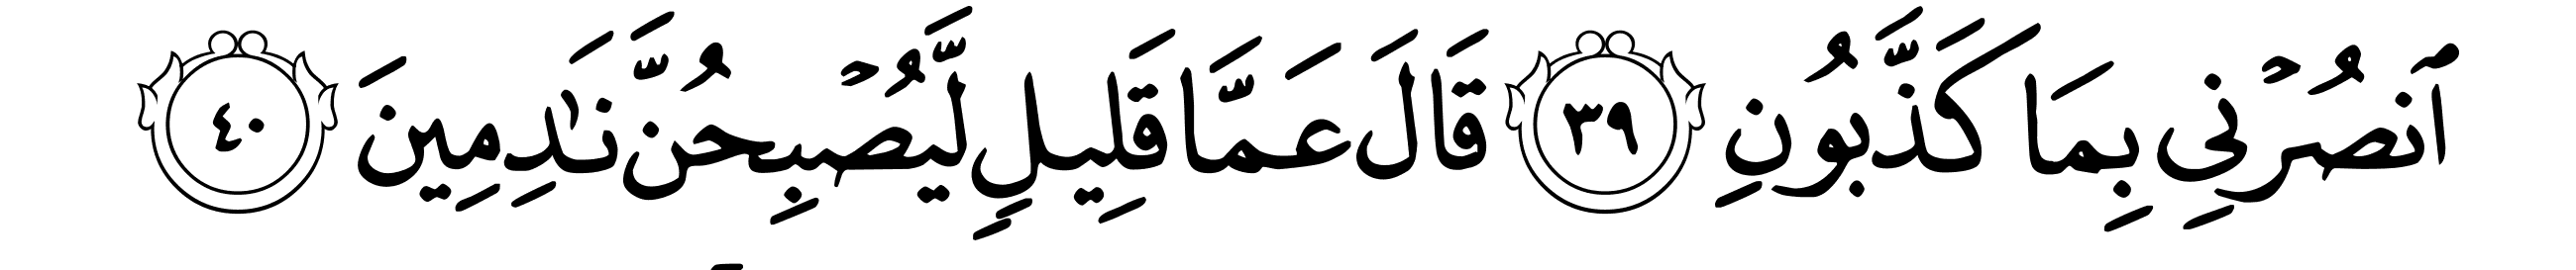 ٱنصُرۡنِي بِمَا كَذَّبُونِ ٣٩ قَالَ عَمَّا قَلِيلٖ لَّيُصۡبِحُنَّ نَٰدِمِينَ ٤٠